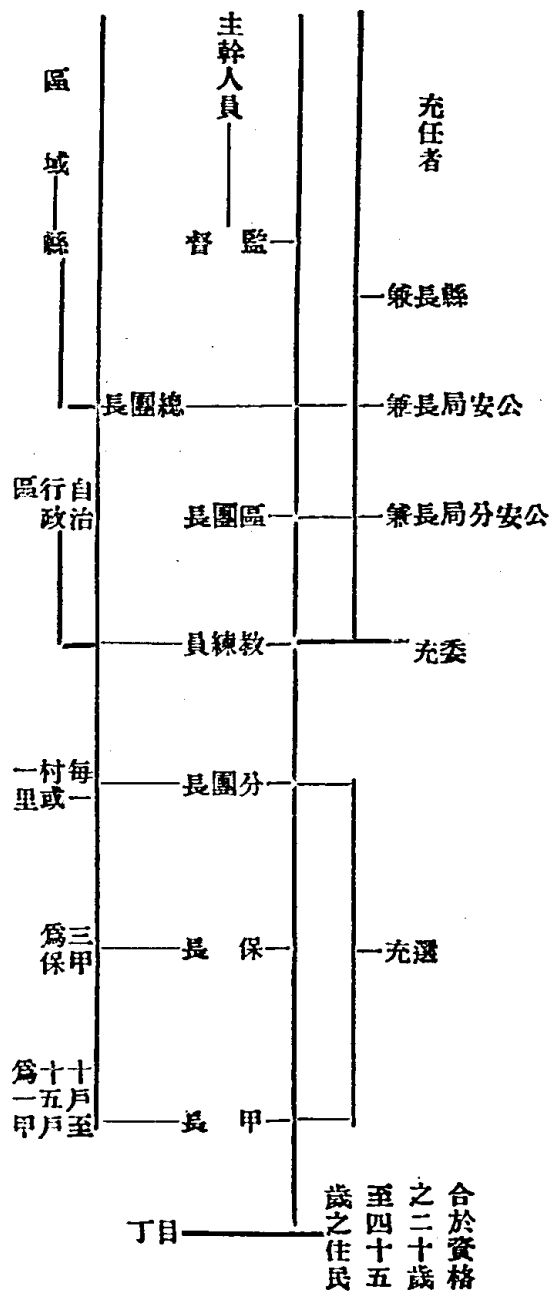 充任者
主幹人員
區域
縣長兼
監督
縣
公安局長兼
總團長
公安分局長兼
區團長
自治
行政
區
委充
教練員
分團長
每一
村或
一里
選充
保長
三甲
爲保
甲長
十戶至
十五戶
爲一甲
合於資格
之二十歲
至四十五
歲之住民
目丁